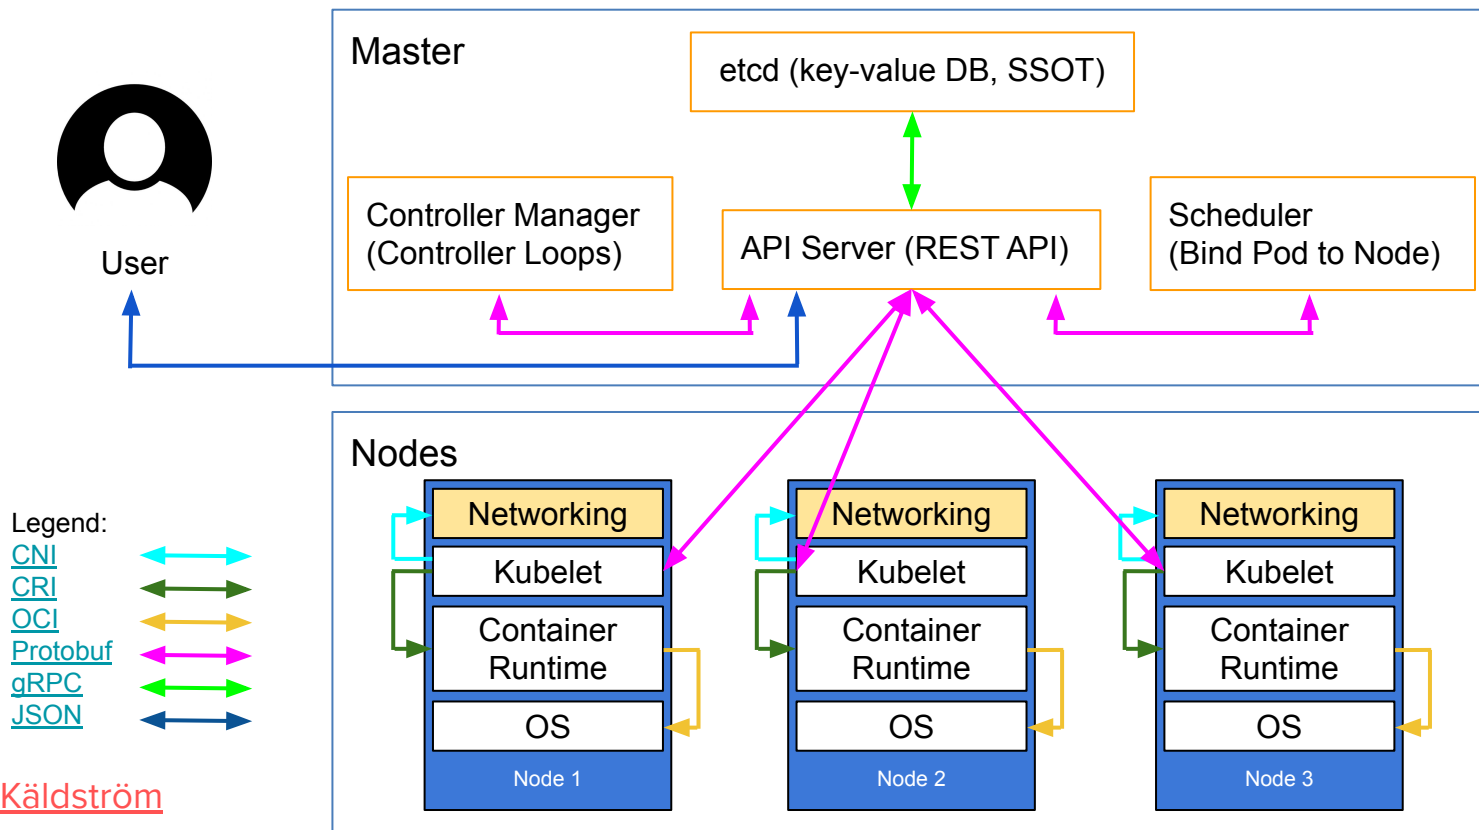 Master
etcd (key-value DB, SSOT)
Controller Manager
(Controller Loops)
API Server (REST API)
Scheduler
(Bind Pod to Node)
User
Nodes
Networking
Kubelet
Container
Runtime
OS
Node 1
Networking
Kubelet
Container
Runtime
OS
Node 2
Networking
Kubelet
Container
Runtime
OS
Node 3
Legend:
CNI
CRI
OCI
Protobuf
gRPC
JSON
Käldström